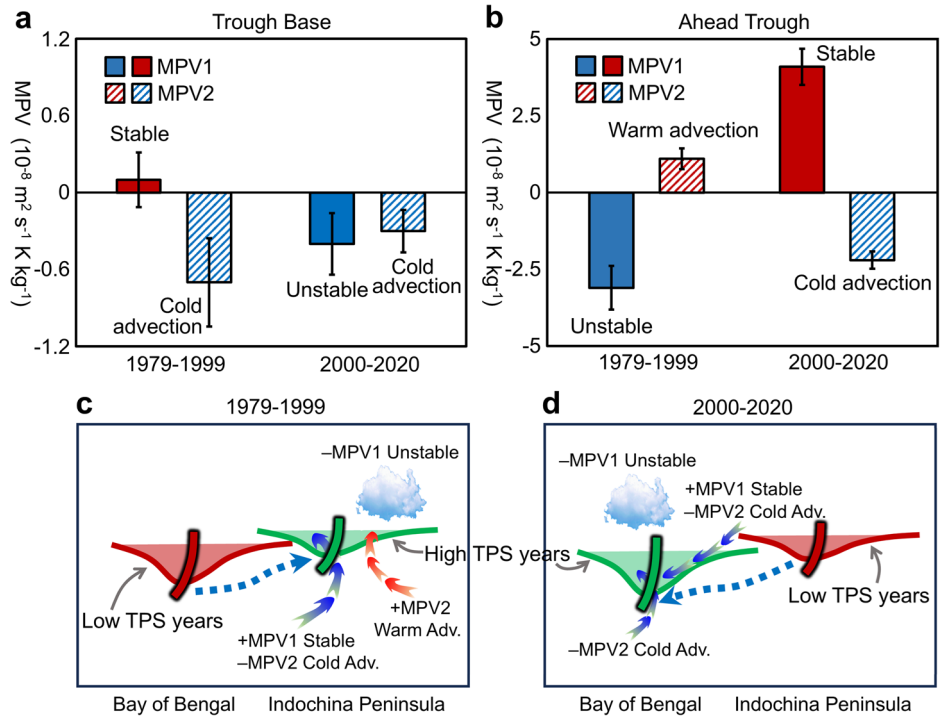 a
Trough Base
MPV (10⁻⁸ m² s⁻¹ K kg⁻¹)
1.2
0.6
0
-0.6
-1.2
MPV1
MPV2
Stable
Cold
advection
Unstable
Cold
advection
1979-1999
2000-2020
b
Ahead Trough
MPV (10⁻⁸ m² s⁻¹ K kg⁻¹)
5
2.5
0
-2.5
-5
MPV1
MPV2
Stable
Warm advection
Unstable
Cold advection
1979-1999
2000-2020
c
1979-1999
–MPV1 Unstable
High TPS years
Low TPS years
+MPV2
Warm Adv.
+MPV1 Stable
–MPV2 Cold Adv.
Bay of Bengal
Indochina Peninsula
d
2000-2020
–MPV1 Unstable
+MPV1 Stable
–MPV2 Cold Adv.
Low TPS years
–MPV2 Cold Adv.
Bay of Bengal
Indochina Peninsula